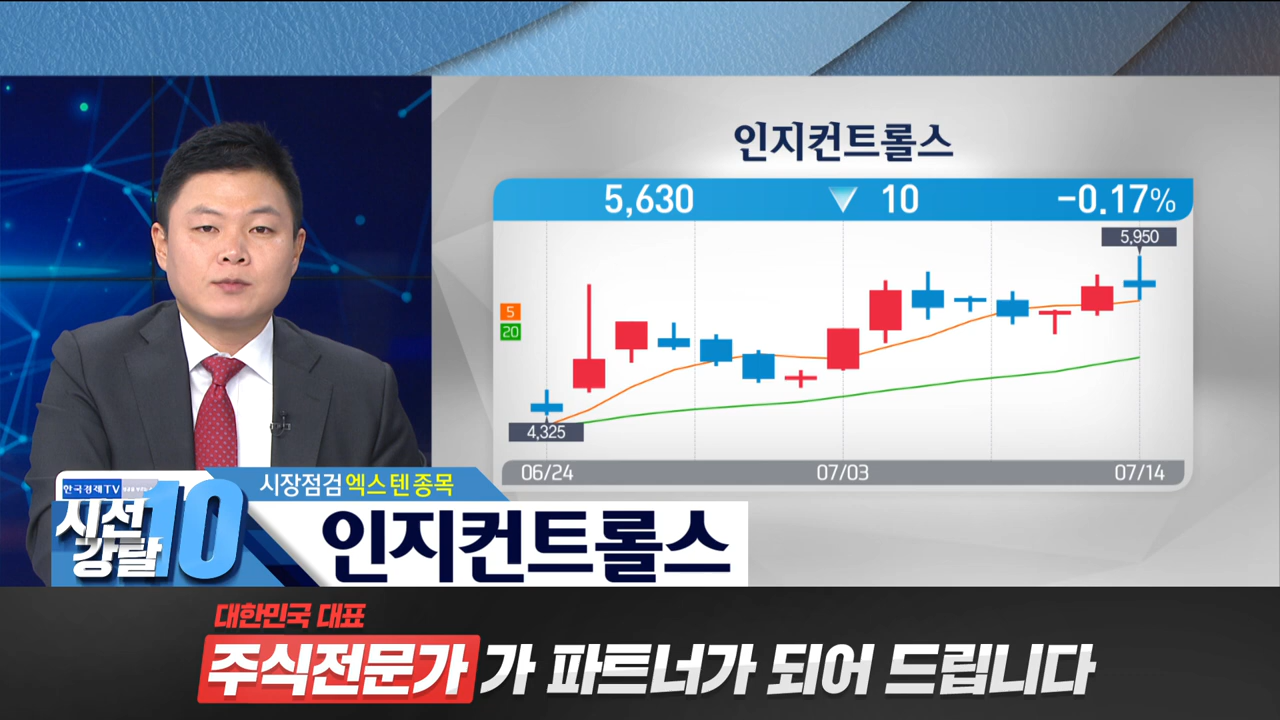 인지컨트롤스
5,630 ▼ 10 -0.17%
5,950
5
20
4,325
06/24 07/03 07/14
한국경제TV
시선강탈10
시장점검 엑스텐종목
인지컨트롤스
대한민국 대표
주식전문가가 파트너가 되어 드립니다